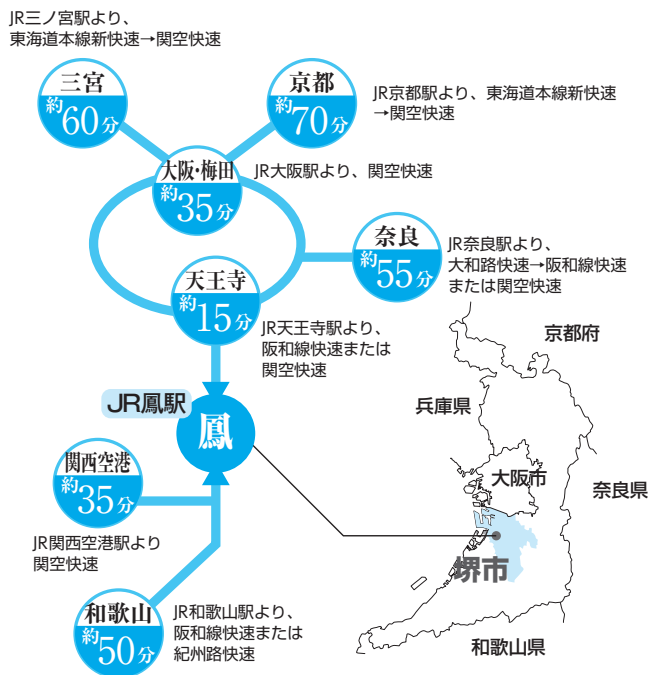 JR三ノ宮駅より、
東海道本線新快速→関空快速
三宮
約60分
京都
約70分
JR京都駅より、東海道本線新快速
→関空快速
大阪・梅田
約35分
JR大阪駅より、関空快速
奈良
約55分
JR奈良駅より、
大和路快速→阪和線快速
または関空快速
天王寺
約15分
JR天王寺駅より、
阪和線快速または
関空快速
JR鳳駅
鳳
関西空港
約35分
JR関西空港駅より
関空快速
和歌山
約50分
JR和歌山駅より、
阪和線快速または
紀州路快速
京都府
兵庫県
大阪市
奈良県
堺市
和歌山県